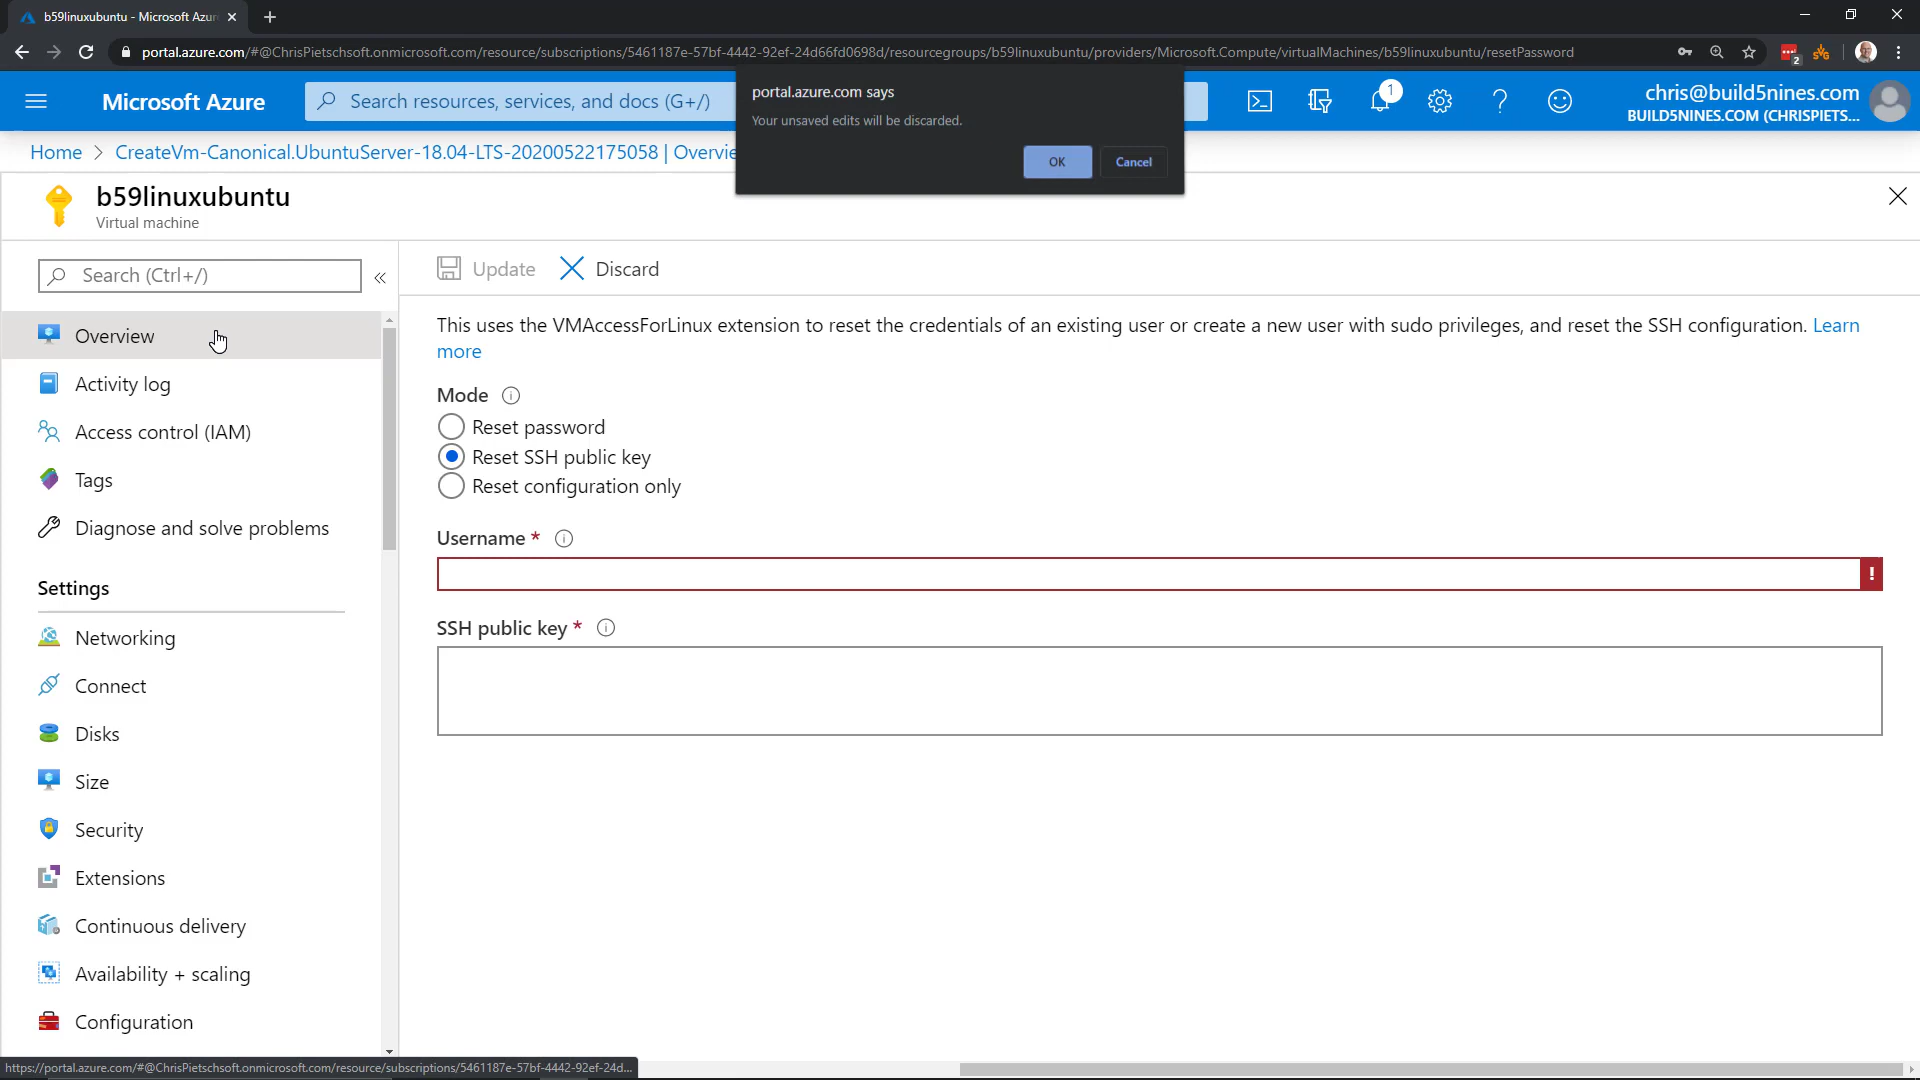 b59linuxubuntu - Microsoft Azur
portal.azure.com/#@ChrisPietschsoft.onmicrosoft.com/resource/subscriptions/5461187e-57bf-4442-92ef-24d66fd0698d/resourcegroups/b59linuxubuntu/providers/Microsoft.Compute/virtualMachines/b59linuxubuntu/resetPassword
2
Microsoft Azure
Search resources, services, and docs (G+/)
1
chris@build5nines.com
BUILD5NINES.COM (CHRISPIETS...
portal.azure.com says
Your unsaved edits will be discarded.
OK
Cancel
Home > CreateVm-Canonical.UbuntuServer-18.04-LTS-20200522175058 | Overvie
b59linuxubuntu
Virtual machine
Search (Ctrl+/)
«
Update
Discard
Overview
Activity log
Access control (IAM)
Tags
Diagnose and solve problems
Settings
Networking
Connect
Disks
Size
Security
Extensions
Continuous delivery
Availability + scaling
Configuration
This uses the VMAccessForLinux extension to reset the credentials of an existing user or create a new user with sudo privileges, and reset the SSH configuration. Learn
more
Mode
Reset password
Reset SSH public key
Reset configuration only
Username *
!
SSH public key *
https://portal.azure.com/#@ChrisPietschsoft.onmicrosoft.com/resource/subscriptions/5461187e-57bf-4442-92ef-24d...